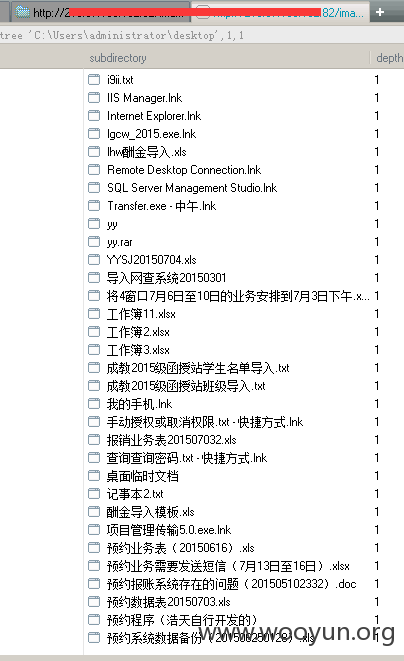 http://2 82/ima...
tree 'C:\Users\administrator\desktop',1,1
subdirectory depth
i9ii.txt 1
IIS Manager.lnk 1
Internet Explorer.lnk 1
lgcw_2015.exe.lnk 1
lhw酬金导入.xls 1
Remote Desktop Connection.lnk 1
SQL Server Management Studio.lnk 1
Transfer.exe - 中午.lnk 1
yy 1
yy.rar 1
YYSJ20150704.xls 1
导入网查系统20150301 1
将4窗口7月6日至10日的业务安排到7月3日下午.x... 1
工作簿11.xlsx 1
工作簿2.xlsx 1
工作簿3.xlsx 1
成教2015级函授站学生名单导入.txt 1
成教2015级函授站班级导入.txt 1
我的手机.lnk 1
手动授权或取消权限.txt - 快捷方式.lnk 1
报销业务表201507032.xls 1
查询查询密码.txt - 快捷方式.lnk 1
桌面临时文档 1
记事本2.txt 1
酬金导入模板.xls 1
项目管理传输5.0.exe.lnk 1
预约业务表（20150616）.xls 1
预约业务需要发送短信（7月13日至16日）.xlsx 1
预约报账系统存在的问题（201505102332）.doc 1
预约数据表20150703.xls 1
预约程序（浩天自行开发的） 1
预约系统数据备份（201506250128）.xls 1
www.wooyun.org